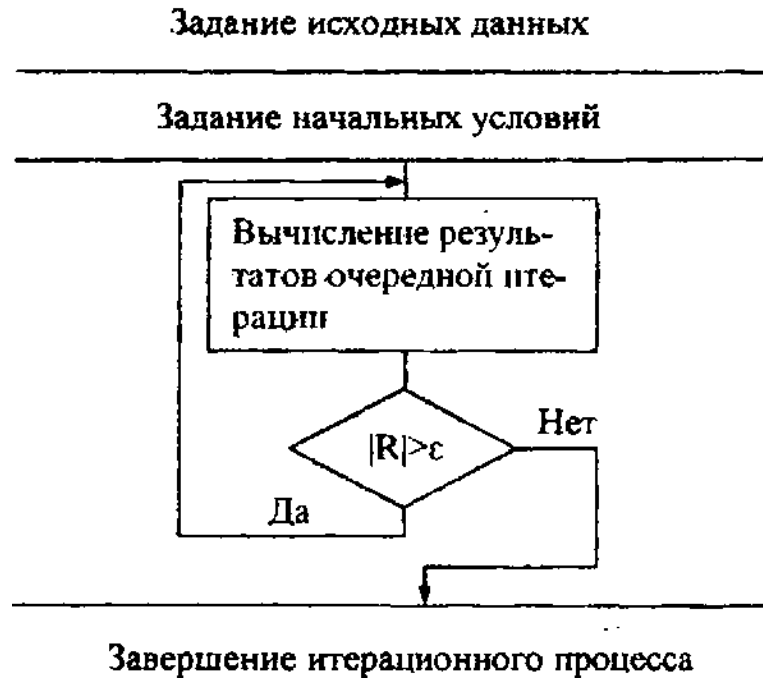 Задание исходных данных
Задание начальных условий
Вычисление резуль-
татов очередной ите-
рации
|R|>ε
Нет
Да
Завершение итерационного процесса